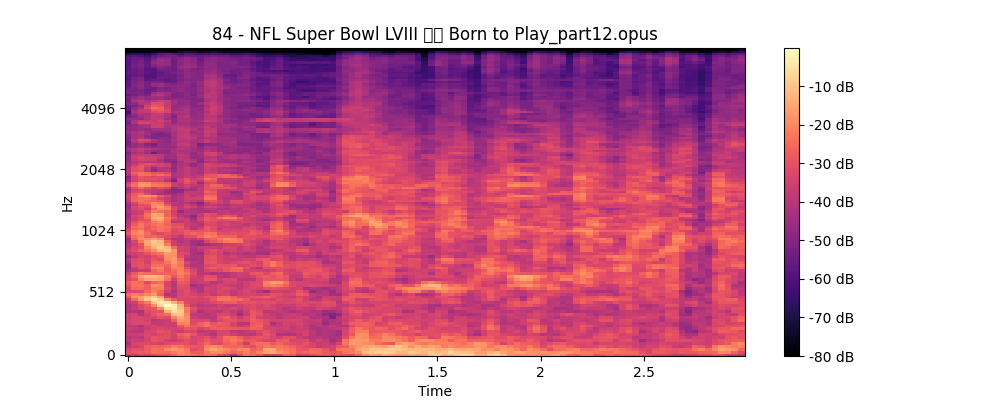 84 - NFL Super Bowl LVIII Born to Play_part12.opus
Hz
4096
2048
1024
512
0
0 0.5 1 1.5 2 2.5
Time
-10 dB
-20 dB
-30 dB
-40 dB
-50 dB
-60 dB
-70 dB
-80 dB